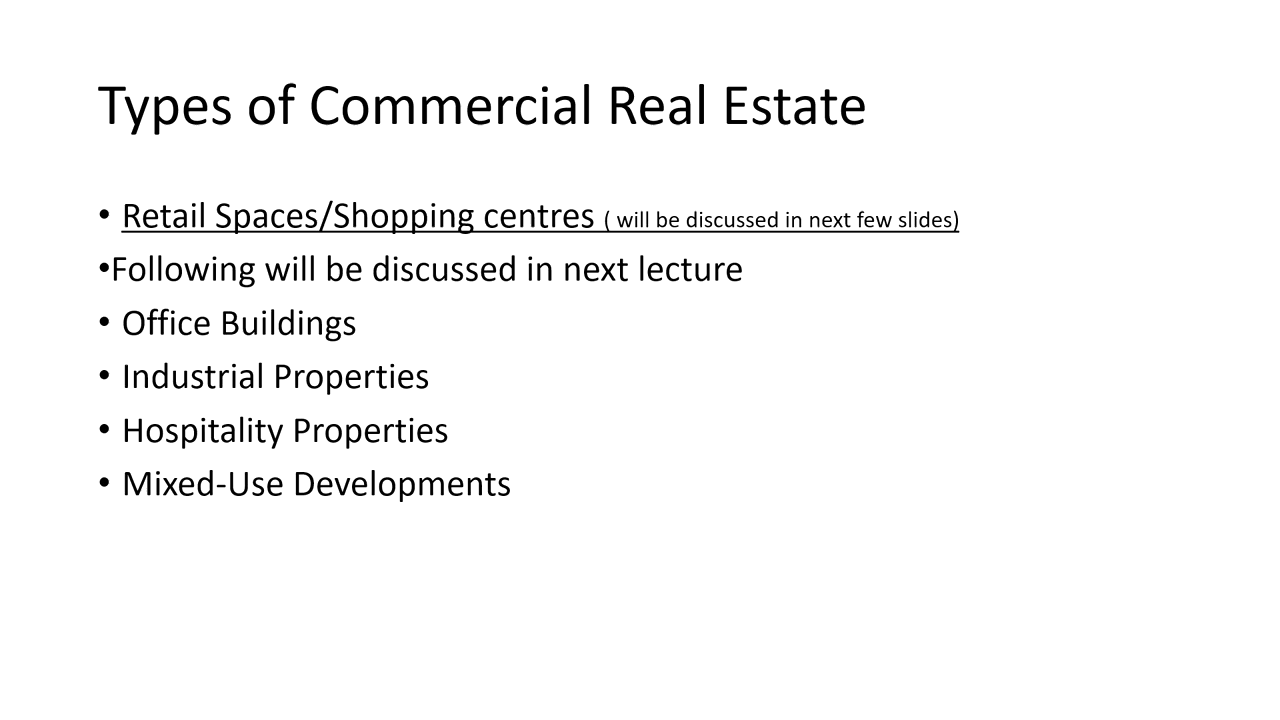 Types of Commercial Real Estate
• Retail Spaces/Shopping centres ( will be discussed in next few slides)
•Following will be discussed in next lecture
• Office Buildings
• Industrial Properties
• Hospitality Properties
• Mixed-Use Developments